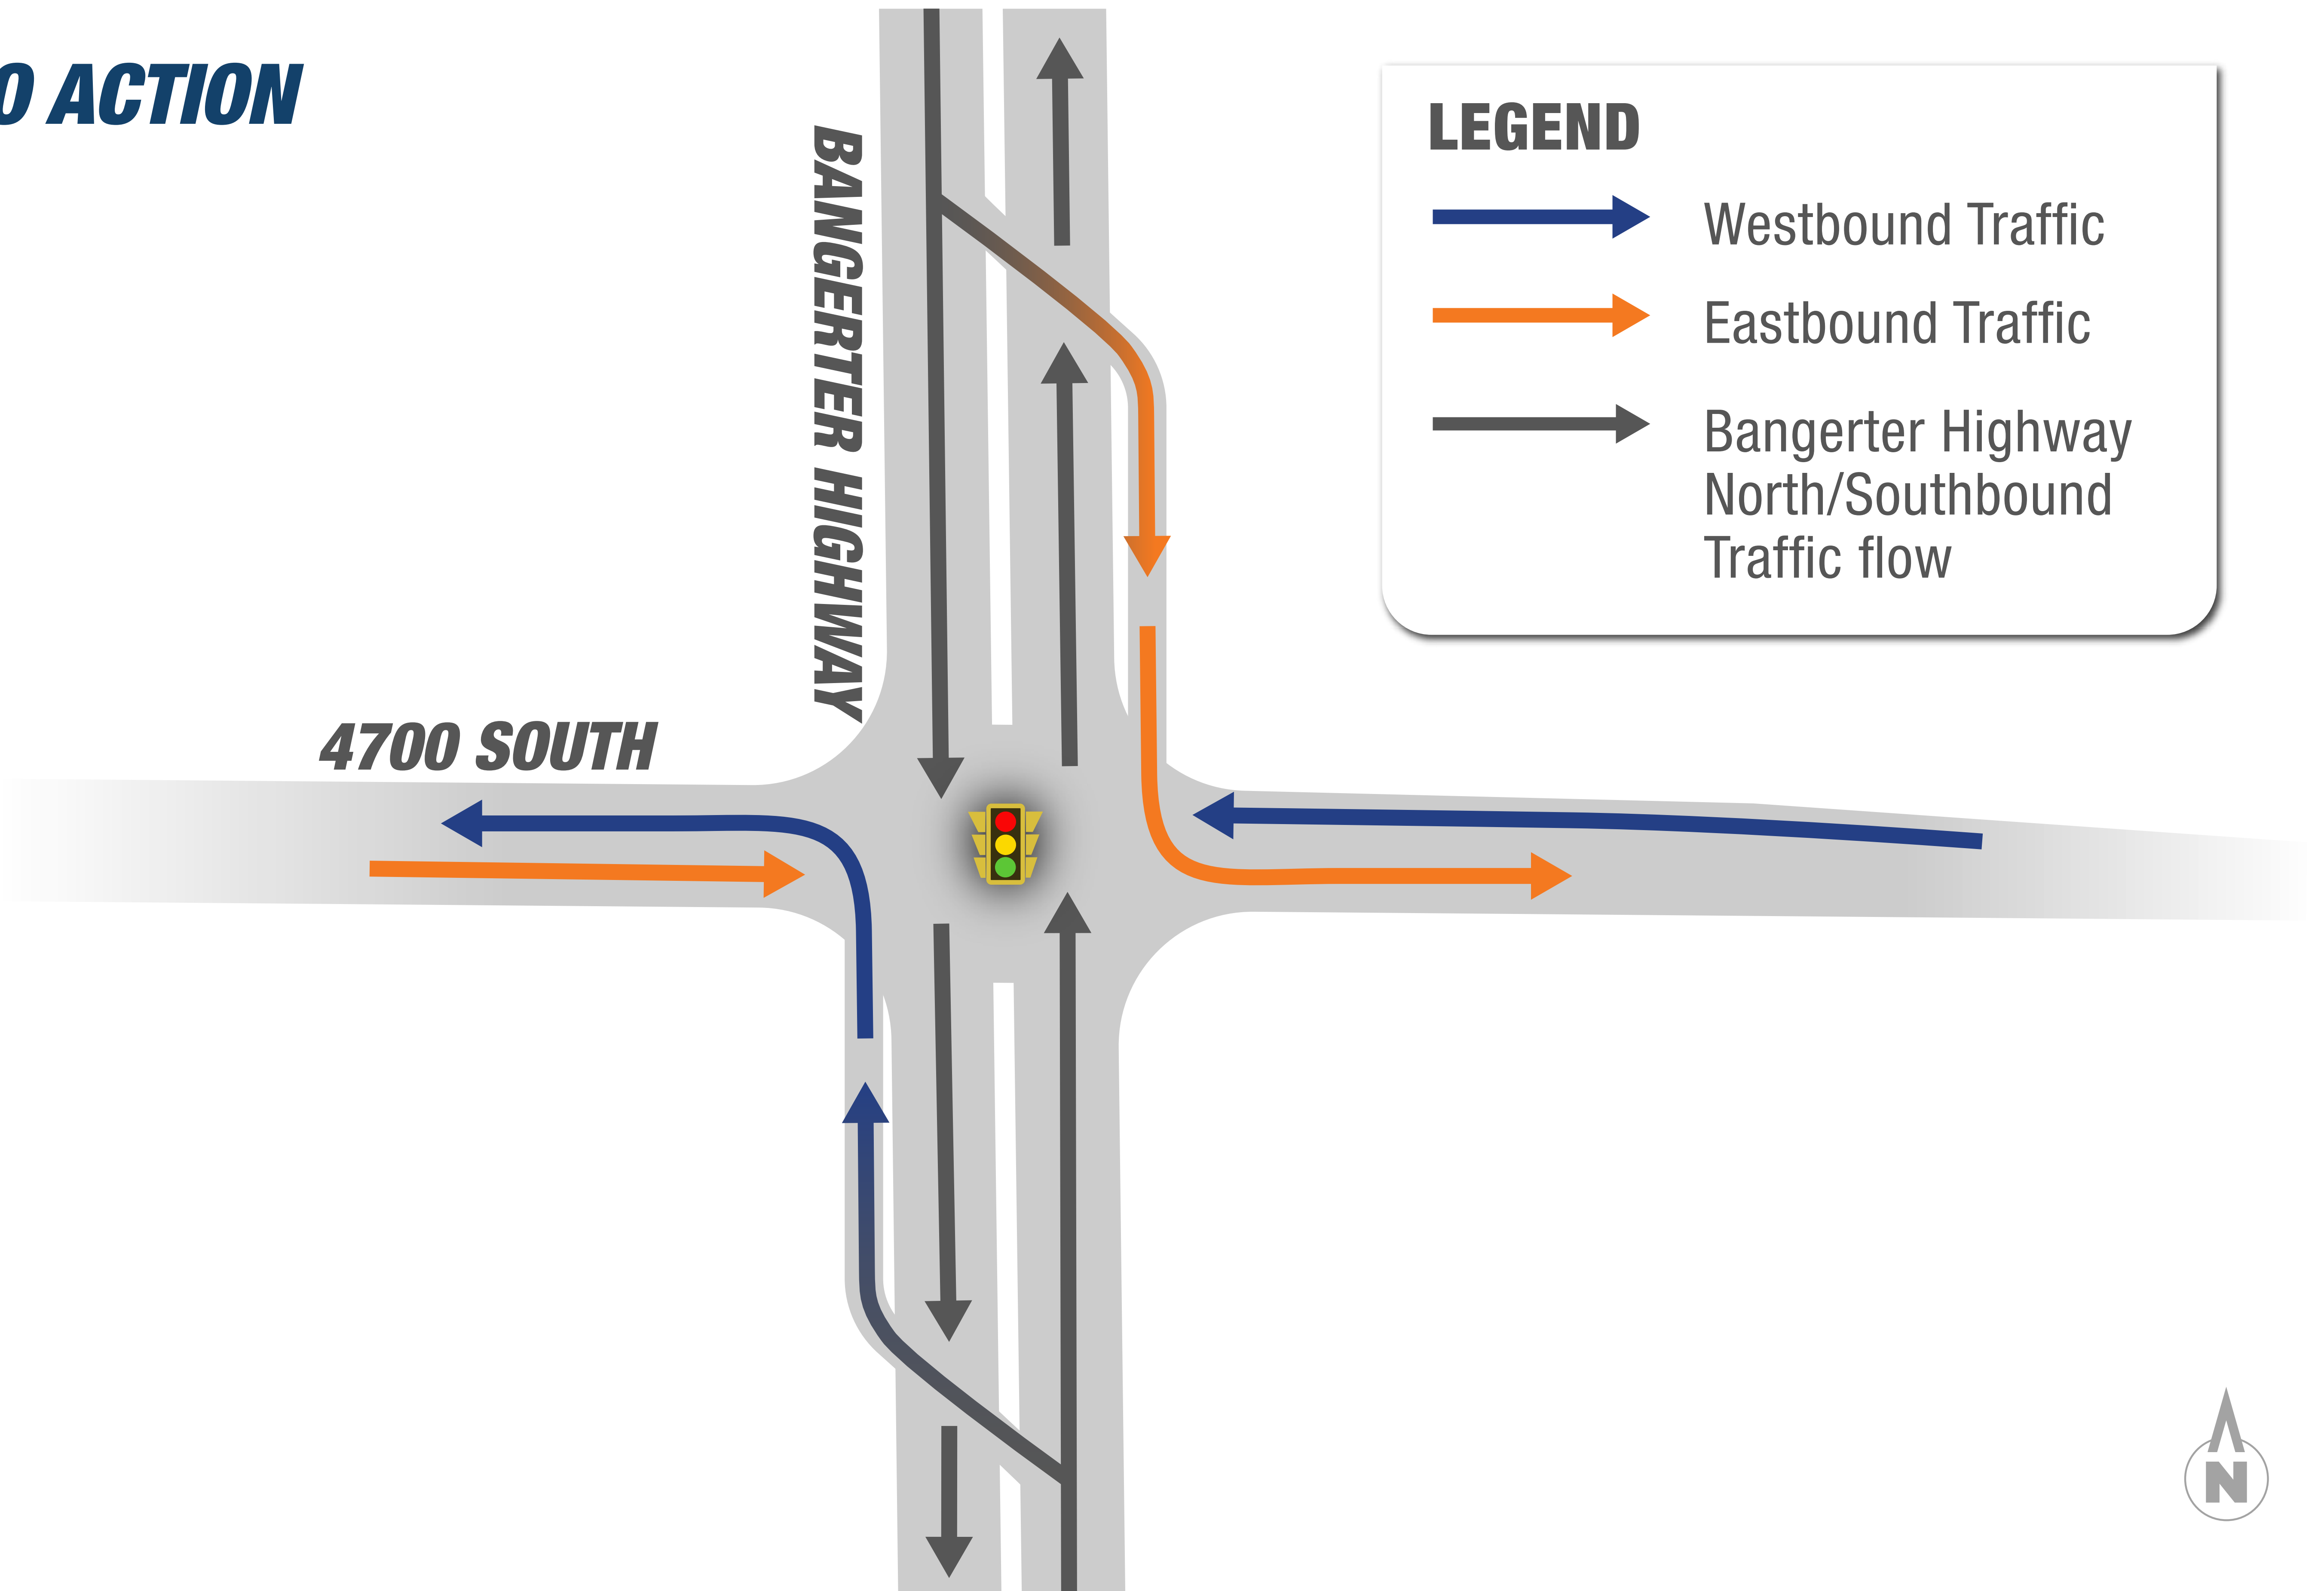 O ACTION
LEGEND
Westbound Traffic
Eastbound Traffic
Bangerter Highway
North/Southbound
Traffic flow
BANGERTER HIGHWAY
4700 SOUTH
N